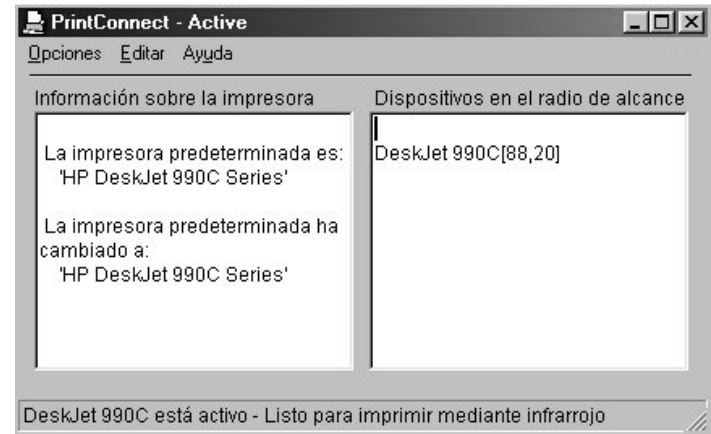 PrintConnect - Active
Opciones Editar Ayuda
Información sobre la impresora
La impresora predeterminada es:
'HP DeskJet 990C Series'
La impresora predeterminada ha
cambiado a:
'HP DeskJet 990C Series'
Dispositivos en el radio de alcance
DeskJet 990C[88,20]
DeskJet 990C está activo - Listo para imprimir mediante infrarrojo